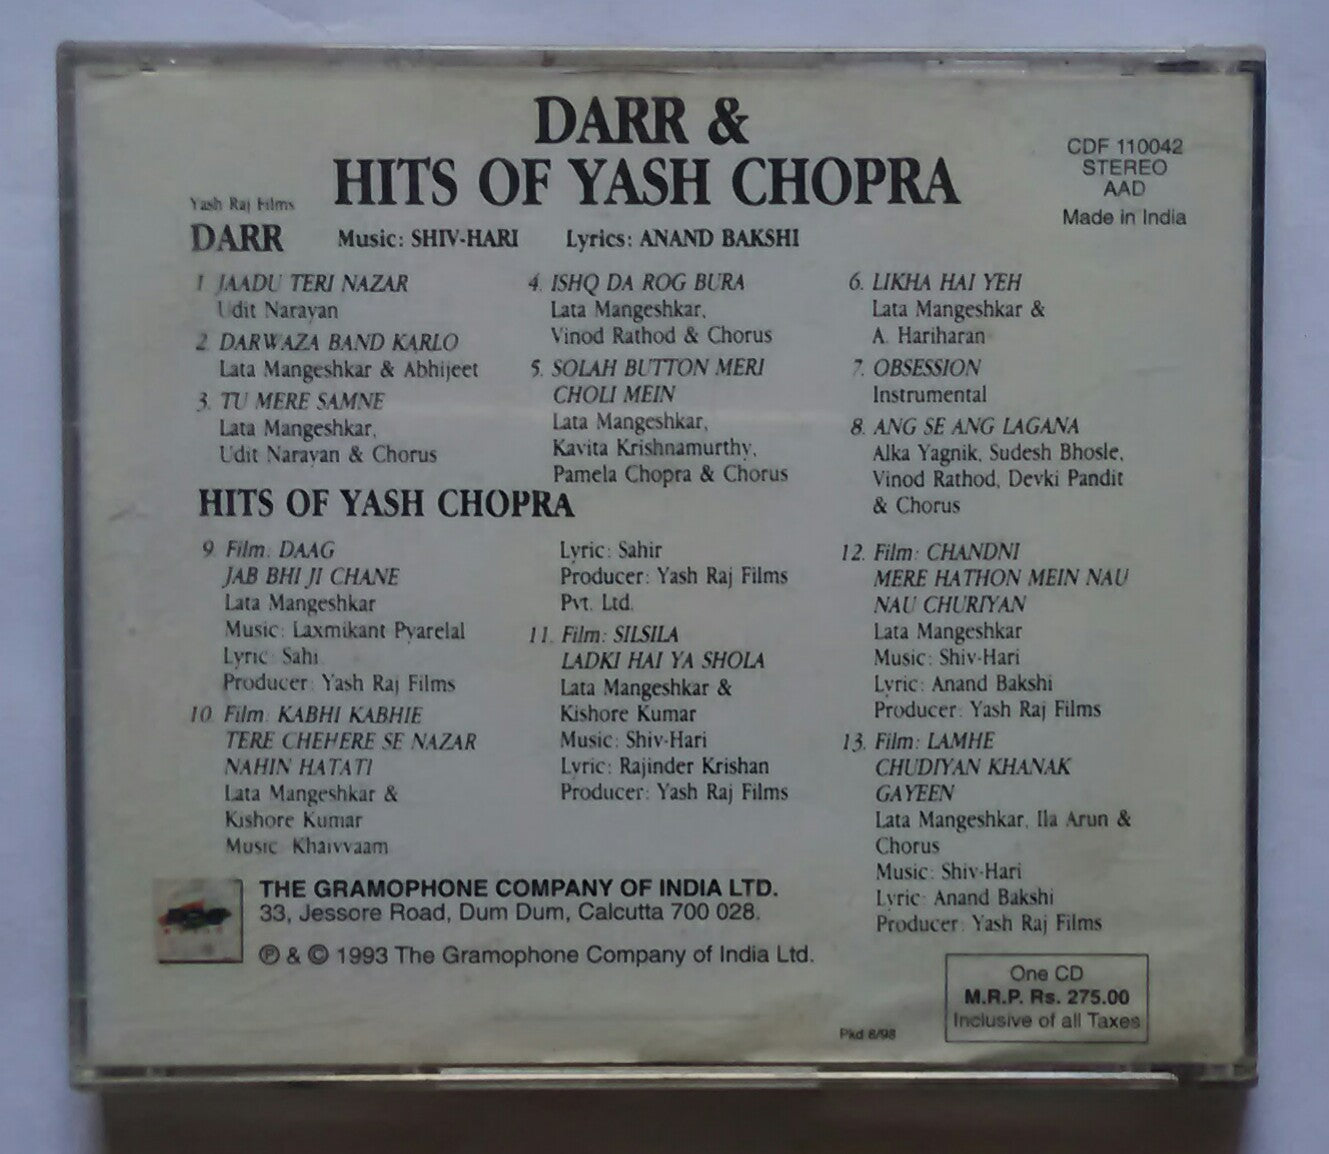 DARR &
HITS OF YASH CHOPRA
CDF 110042
STEREO
AAD
Made in India
Yash Raj Films
DARR Music: SHIV-HARI Lyrics: ANAND BAKSHI
1 JAADU TERI NAZAR
Udit Narayan
2. DARWAZA BAND KARLO
Lata Mangeshkar & Abhijeet
3. TU MERE SAMNE
Lata Mangeshkar,
Udit Narayan & Chorus
4. ISHQ DA ROG BURA
Lata Mangeshkar,
Vinod Rathod & Chorus
5. SOLAH BUTTON MERI
CHOLI MEIN
Lata Mangeshkar,
Kavita Krishnamurthy,
Pamela Chopra & Chorus
6. LIKHA HAI YEH
Lata Mangeshkar &
A. Hariharan
7. OBSESSION
Instrumental
8. ANG SE ANG LAGANA
Alka Yagnik, Sudesh Bhosle,
Vinod Rathod, Devki Pandit
& Chorus
HITS OF YASH CHOPRA
9 Film: DAAG
JAB BHI JI CHANE
Lata Mangeshkar
Music: Laxmikant Pyarelal
Lyric: Sahi
Producer: Yash Raj Films
10. Film: KABHI KABHIE
TERE CHEHERE SE NAZAR
NAHIN HATATI
Lata Mangeshkar &
Kishore Kumar
Music: Khaivvaam
Lyric: Sahir
Producer: Yash Raj Films
Pvt. Ltd.
11. Film: SILSILA
LADKI HAI YA SHOLA
Lata Mangeshkar &
Kishore Kumar
Music: Shiv-Hari
Lyric: Rajinder Krishan
Producer: Yash Raj Films
12. Film: CHANDNI
MERE HATHON MEIN NAU
NAU CHURIYAN
Lata Mangeshkar
Music: Shiv-Hari
Lyric: Anand Bakshi
Producer: Yash Raj Films
13. Film: LAMHE
CHUDIYAN KHANAK
GAYEEN
Lata Mangeshkar, Ila Arun &
Chorus
Music: Shiv-Hari
Lyric: Anand Bakshi
Producer: Yash Raj Films
THE GRAMOPHONE COMPANY OF INDIA LTD.
33, Jessore Road, Dum Dum, Calcutta 700 028.
℗ & © 1993 The Gramophone Company of India Ltd.
One CD
M.R.P. Rs. 275.00
Inclusive of all Taxes
Pkd 8/98